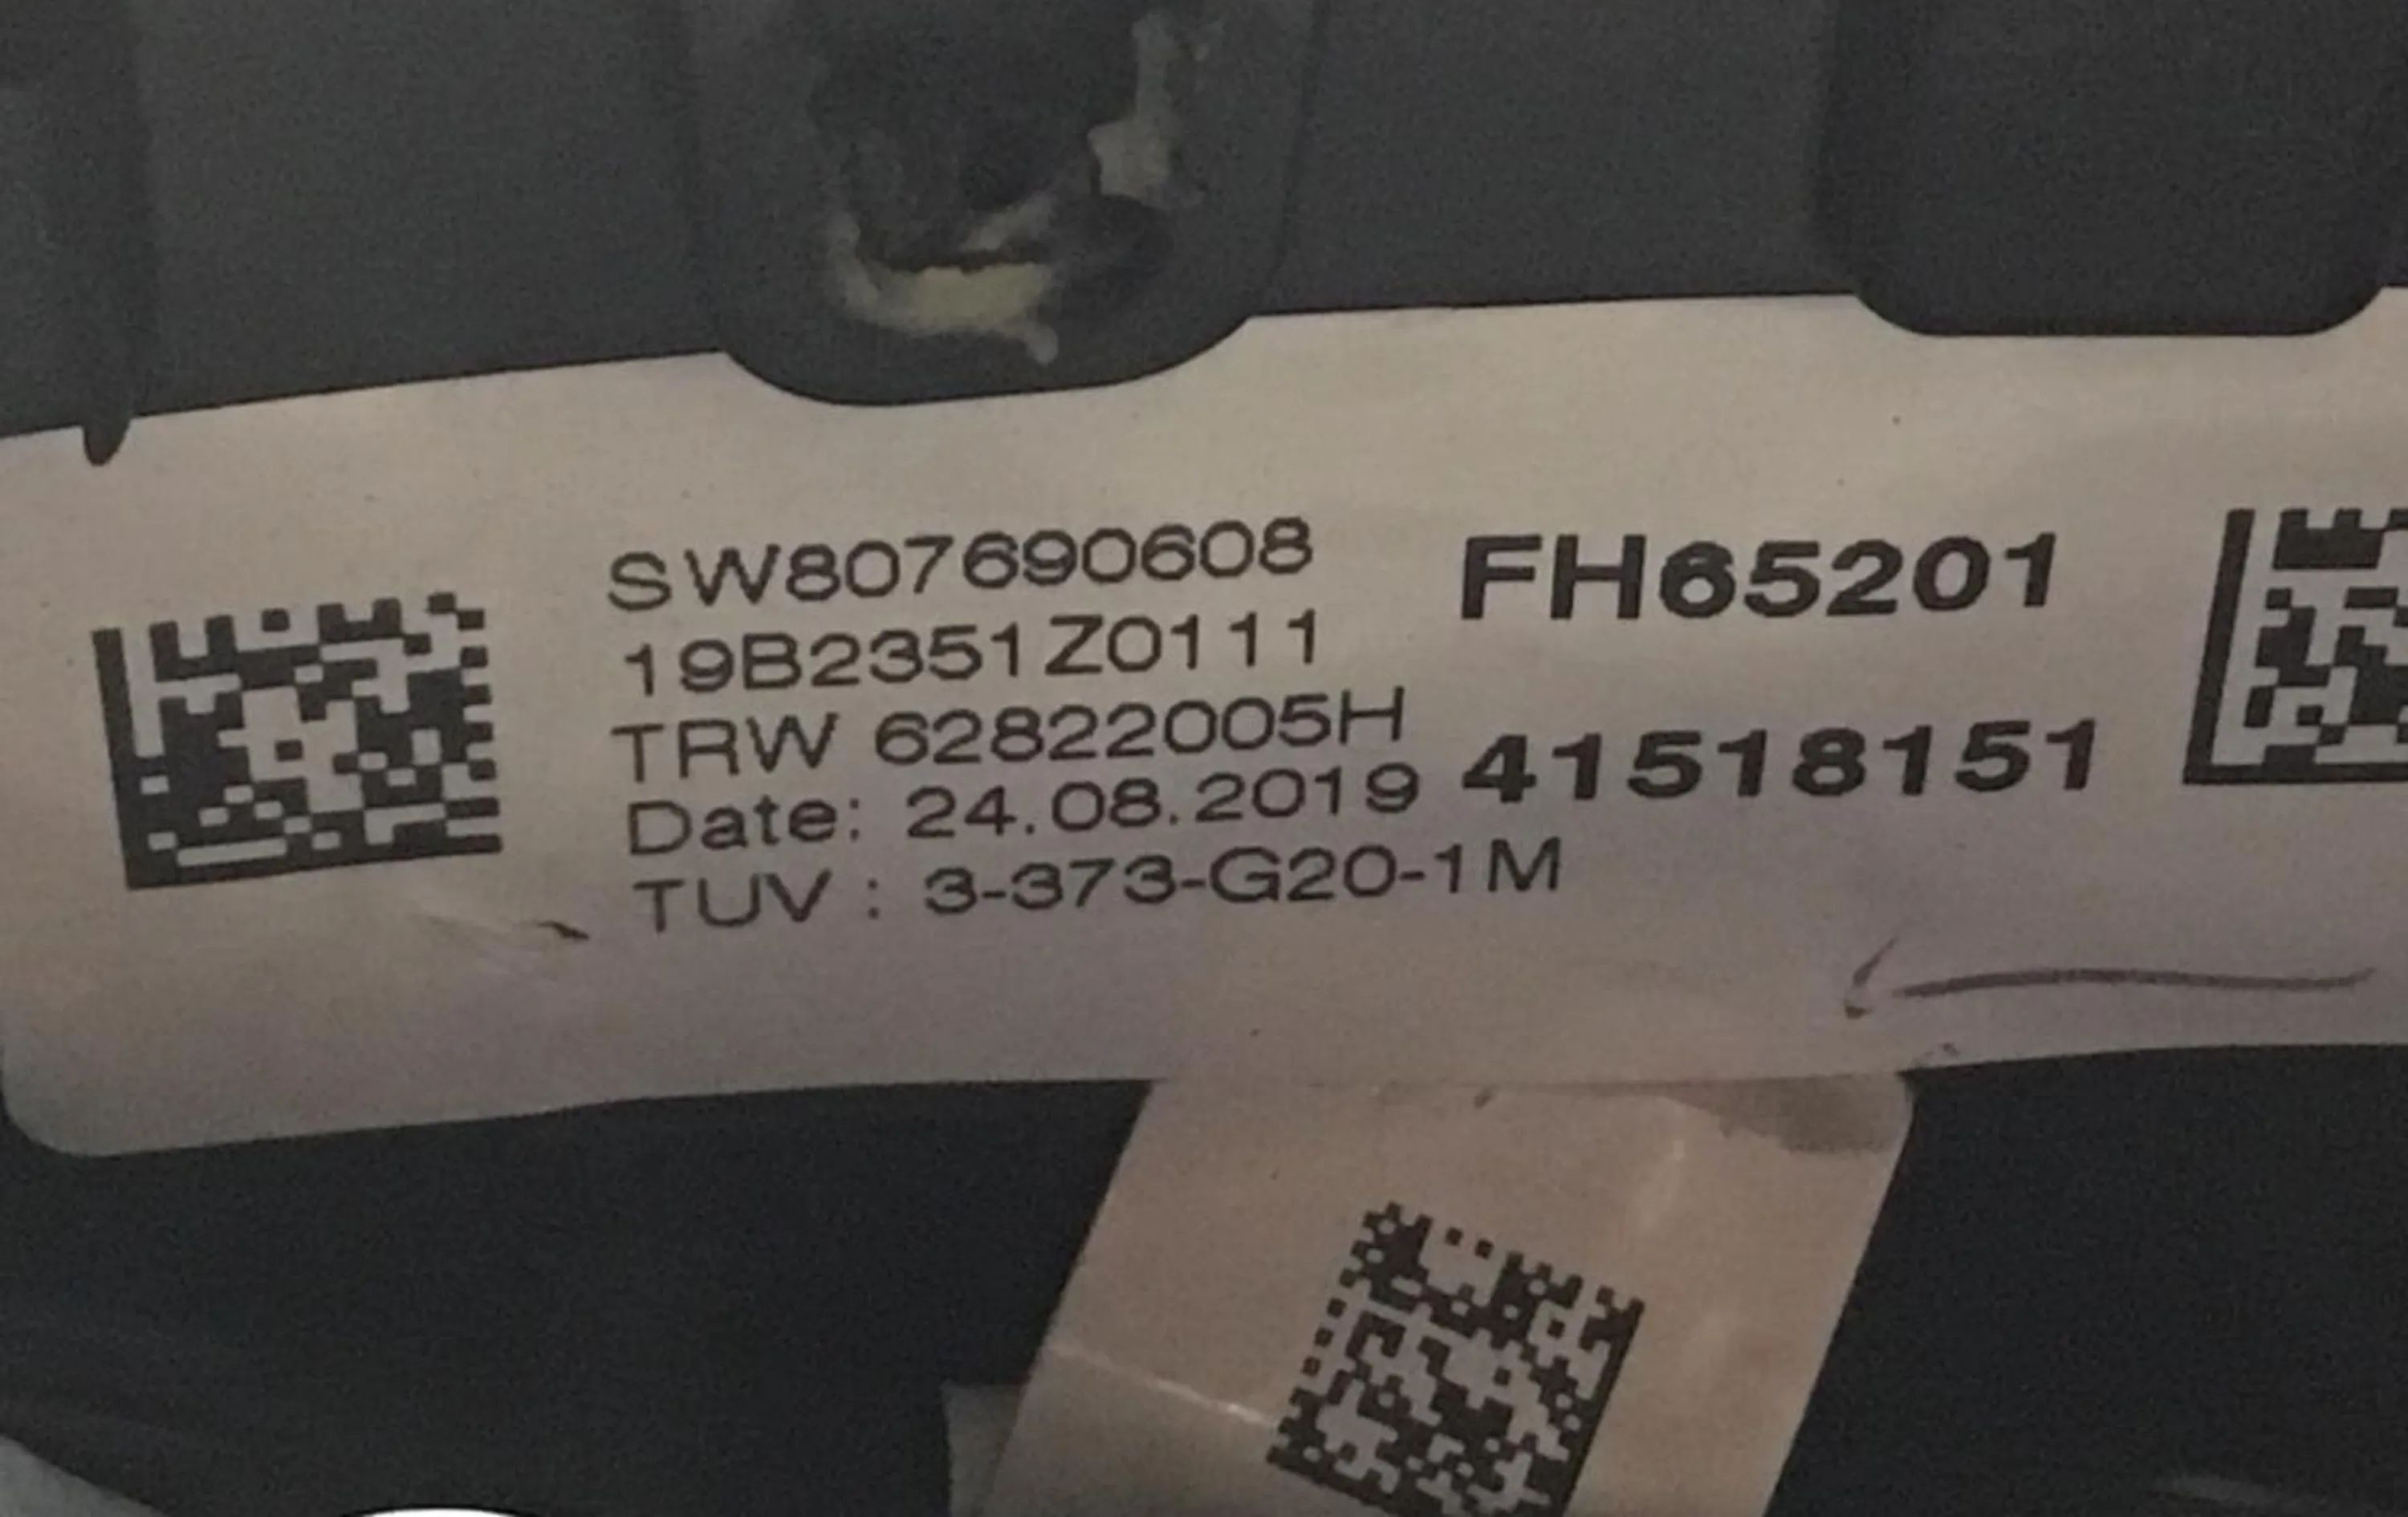 SW807690608
19B2351Z0111
TRW 62822005H
Date: 24.08.2019
TUV : 3-373-G20-1M
FH65201
41518151